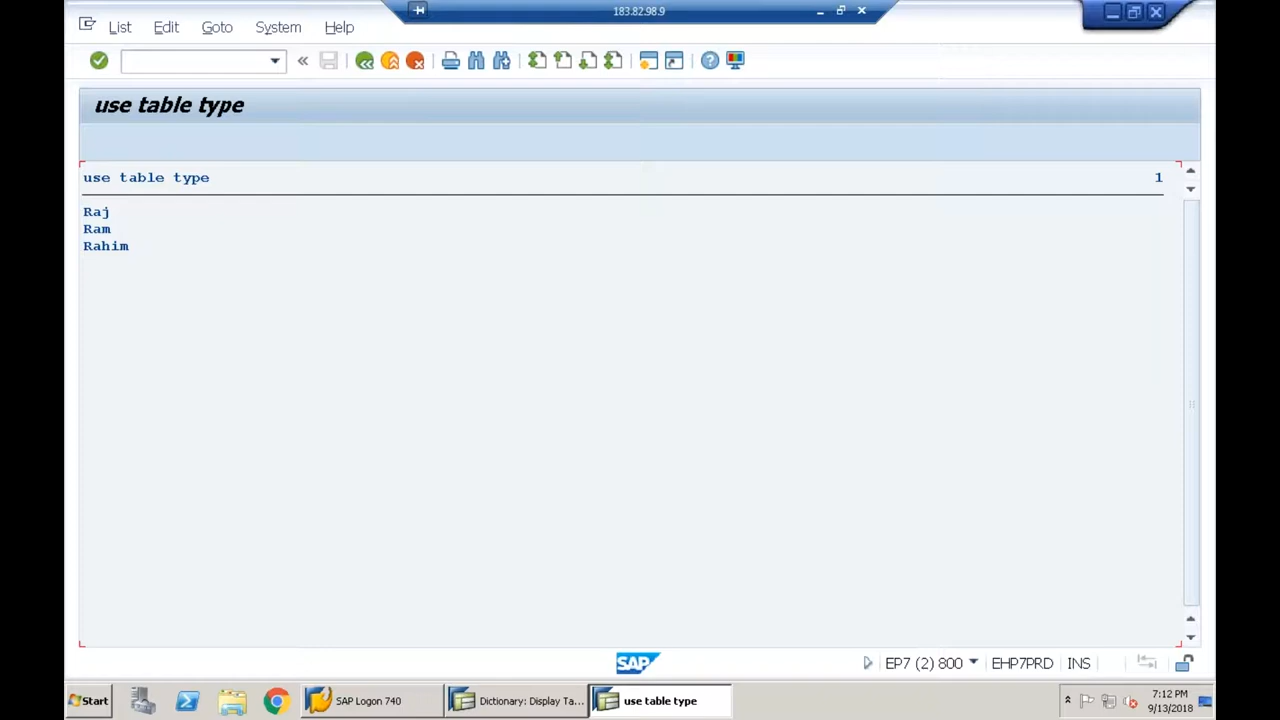 183.82.98.9
List Edit Goto System Help
use table type
use table type 1
Raj
Ram
Rahim
SAP
EP7 (2) 800 EHP7PRD INS
Start SAP Logon 740 Dictionary: Display Ta... use table type
7:12 PM
9/13/2018